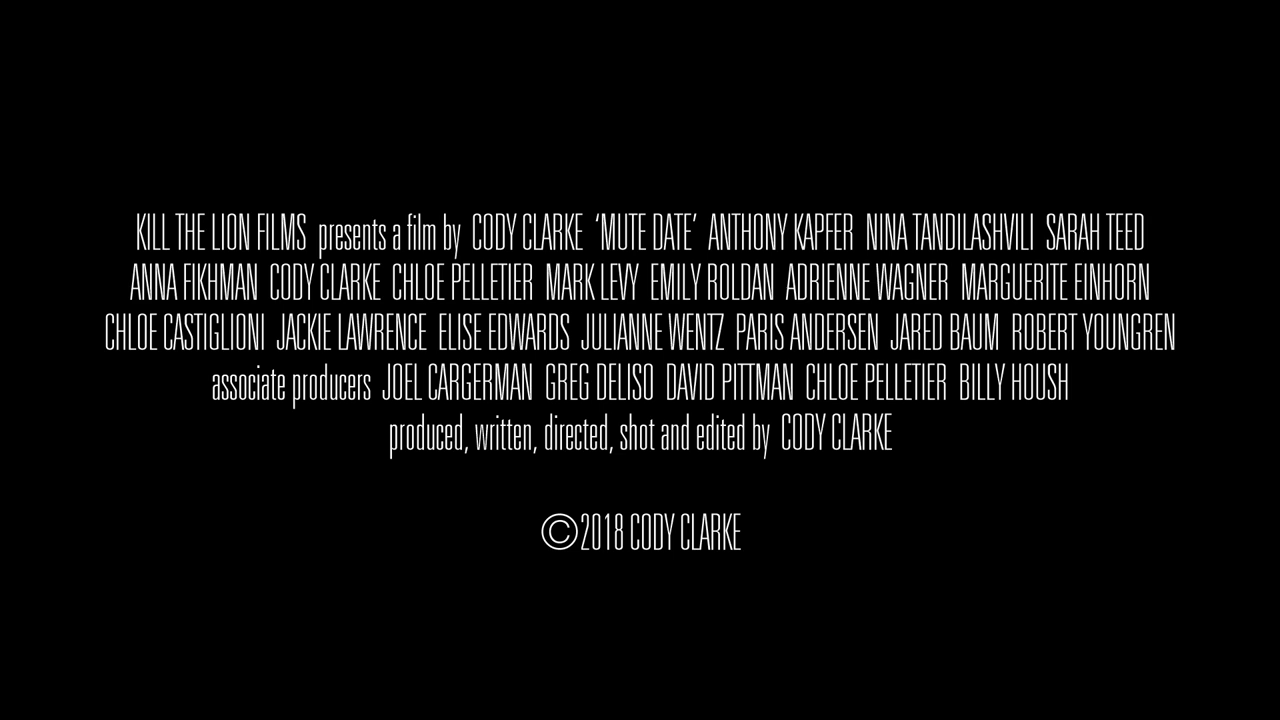 KILL THE LION FILMS presents a film by CODY CLARKE ‘MUTE DATE’ ANTHONY KAPFER NINA TANDILASHVILI SARAH TEED
ANNA FIKHMAN CODY CLARKE CHLOE PELLETIER MARK LEVY EMILY ROLDAN ADRIENNE WAGNER MARGUERITE EINHORN
CHLOE CASTIGLIONI JACKIE LAWRENCE ELISE EDWARDS JULIANNE WENTZ PARIS ANDERSEN JARED BAUM ROBERT YOUNGREN
associate producers JOEL CARGERMAN GREG DELISO DAVID PITTMAN CHLOE PELLETIER BILLY HOUSH
produced, written, directed, shot and edited by CODY CLARKE
©2018 CODY CLARKE